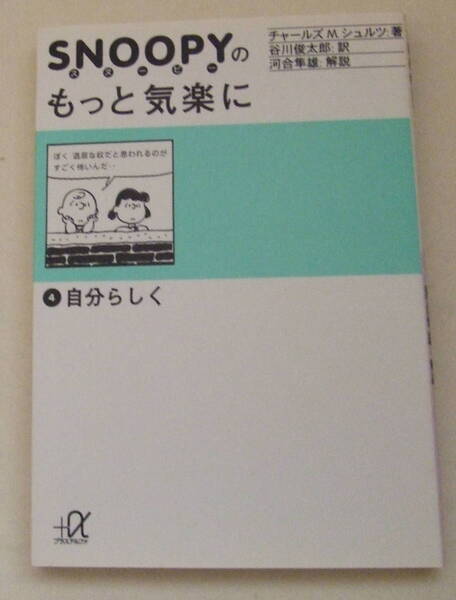 SNOOPYの
スヌーピー
もっと気楽に
チャールズ M シュルツ:著
谷川俊太郎:訳
河合隼雄:解説
ぼく 退屈な奴だと思われるのが
すごく怖いんだ‥
4 自分らしく
+α
プラスアルファ